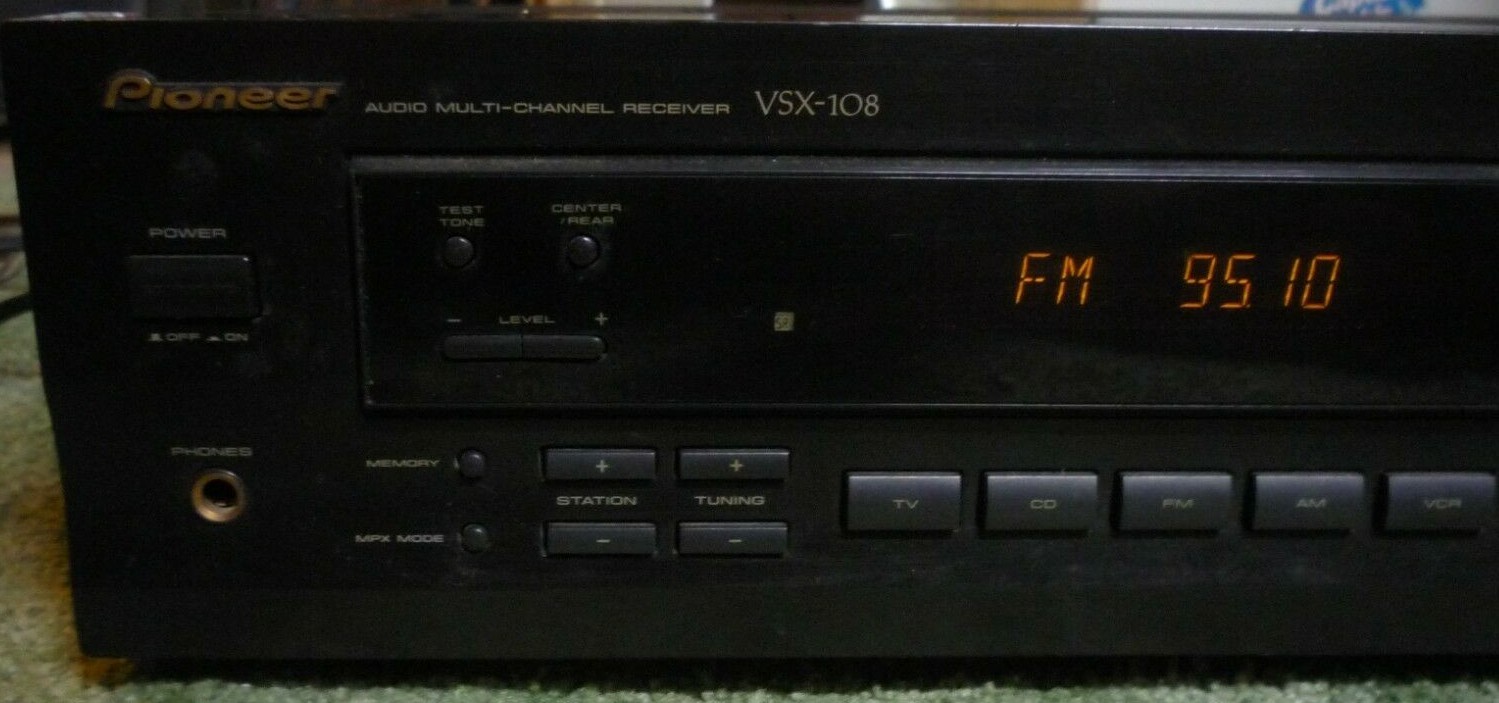 Pioneer
AUDIO MULTI-CHANNEL RECEIVER VSX-108
POWER
OFF ON
TEST
TONE
CENTER
/REAR
- LEVEL +
SR
FM 95.10
PHONES
MEMORY
MPX MODE
+ +
STATION TUNING
- -
TV CD FM AM VCR